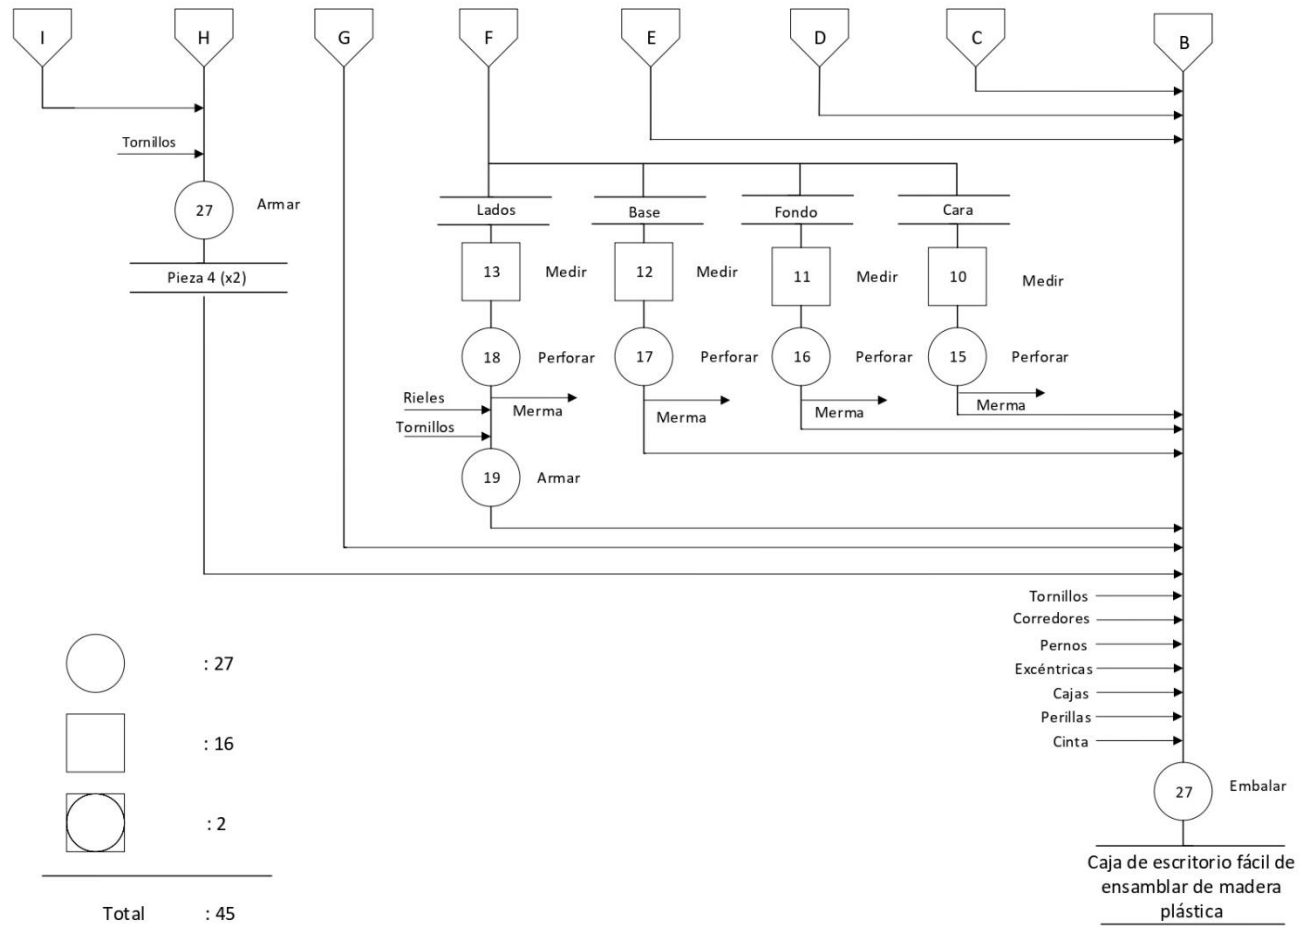 I
H
G
F
E
D
C
B
Tornillos
27
Armar
Pieza 4 (x2)
Lados
Base
Fondo
Cara
13
Medir
12
Medir
11
Medir
10
Medir
18
Perforar
17
Perforar
16
Perforar
15
Perforar
Rieles
Merma
Merma
Merma
Merma
Tornillos
19
Armar
Tornillos
Corredores
Pernos
Excéntricas
Cajas
Perillas
Cinta
27
Embalar
Caja de escritorio fácil de
ensamblar de madera
plástica
: 27
: 16
: 2
Total : 45